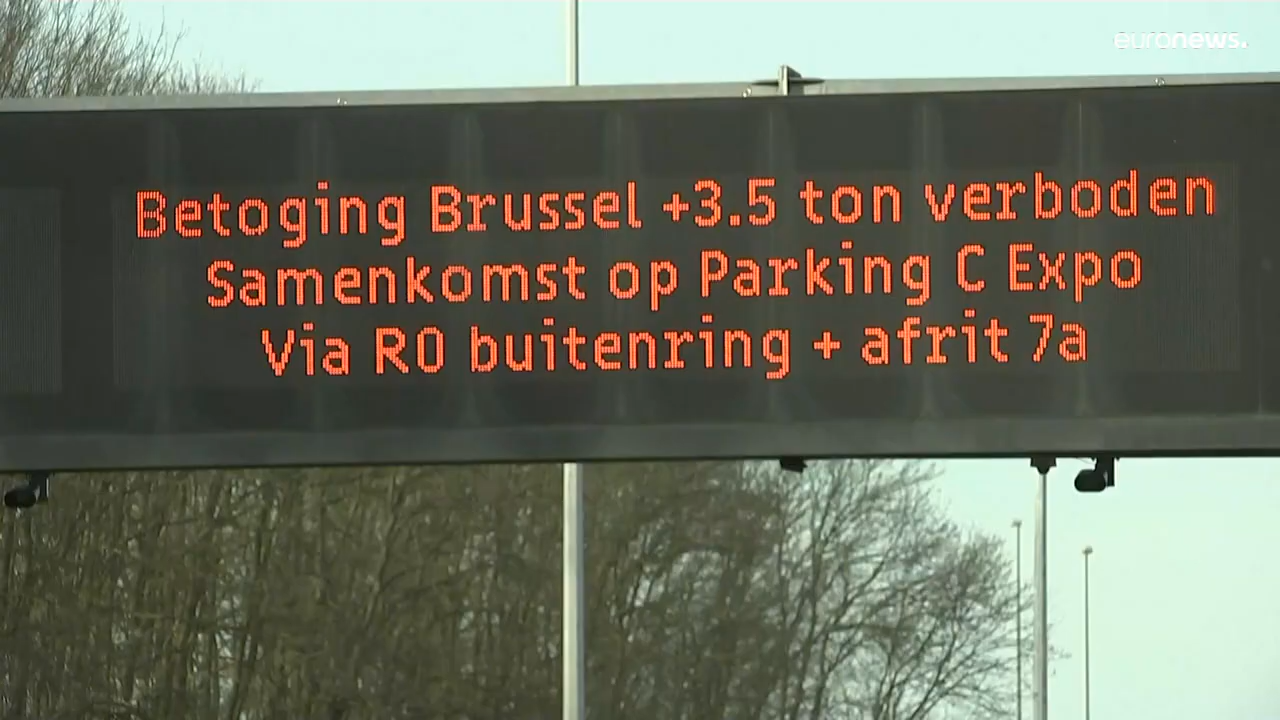 euronews.
Betoging Brussel +3.5 ton verboden
Samenkomst op Parking C Expo
Via R0 buitenring + afrit 7a